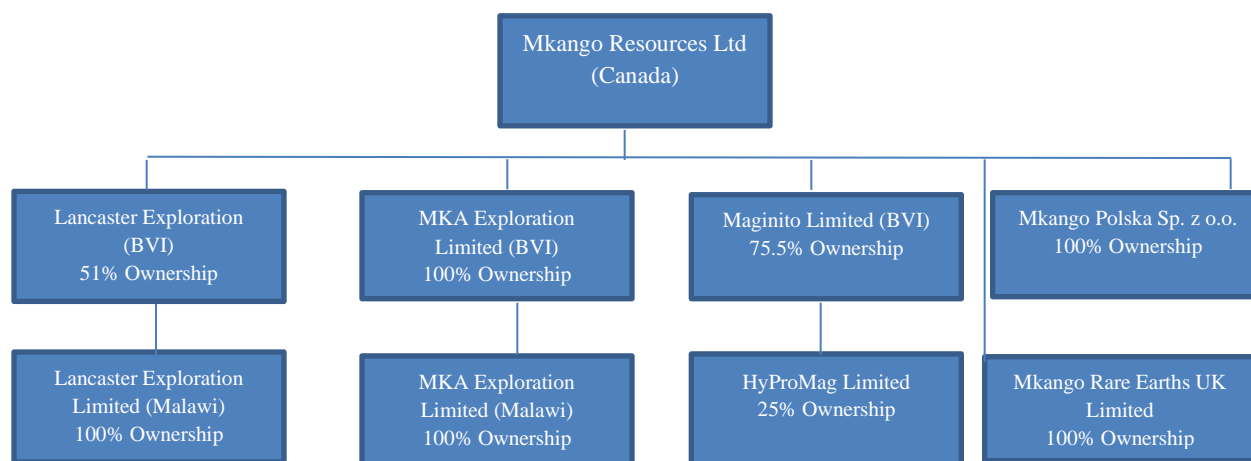 Mkango Resources Ltd
(Canada)
Lancaster Exploration
(BVI)
51% Ownership
MKA Exploration
Limited (BVI)
100% Ownership
Maginito Limited (BVI)
75.5% Ownership
Mkango Polska Sp. z o.o.
100% Ownership
Lancaster Exploration
Limited (Malawi)
100% Ownership
MKA Exploration
Limited (Malawi)
100% Ownership
HyProMag Limited
25% Ownership
Mkango Rare Earths UK
Limited
100% Ownership